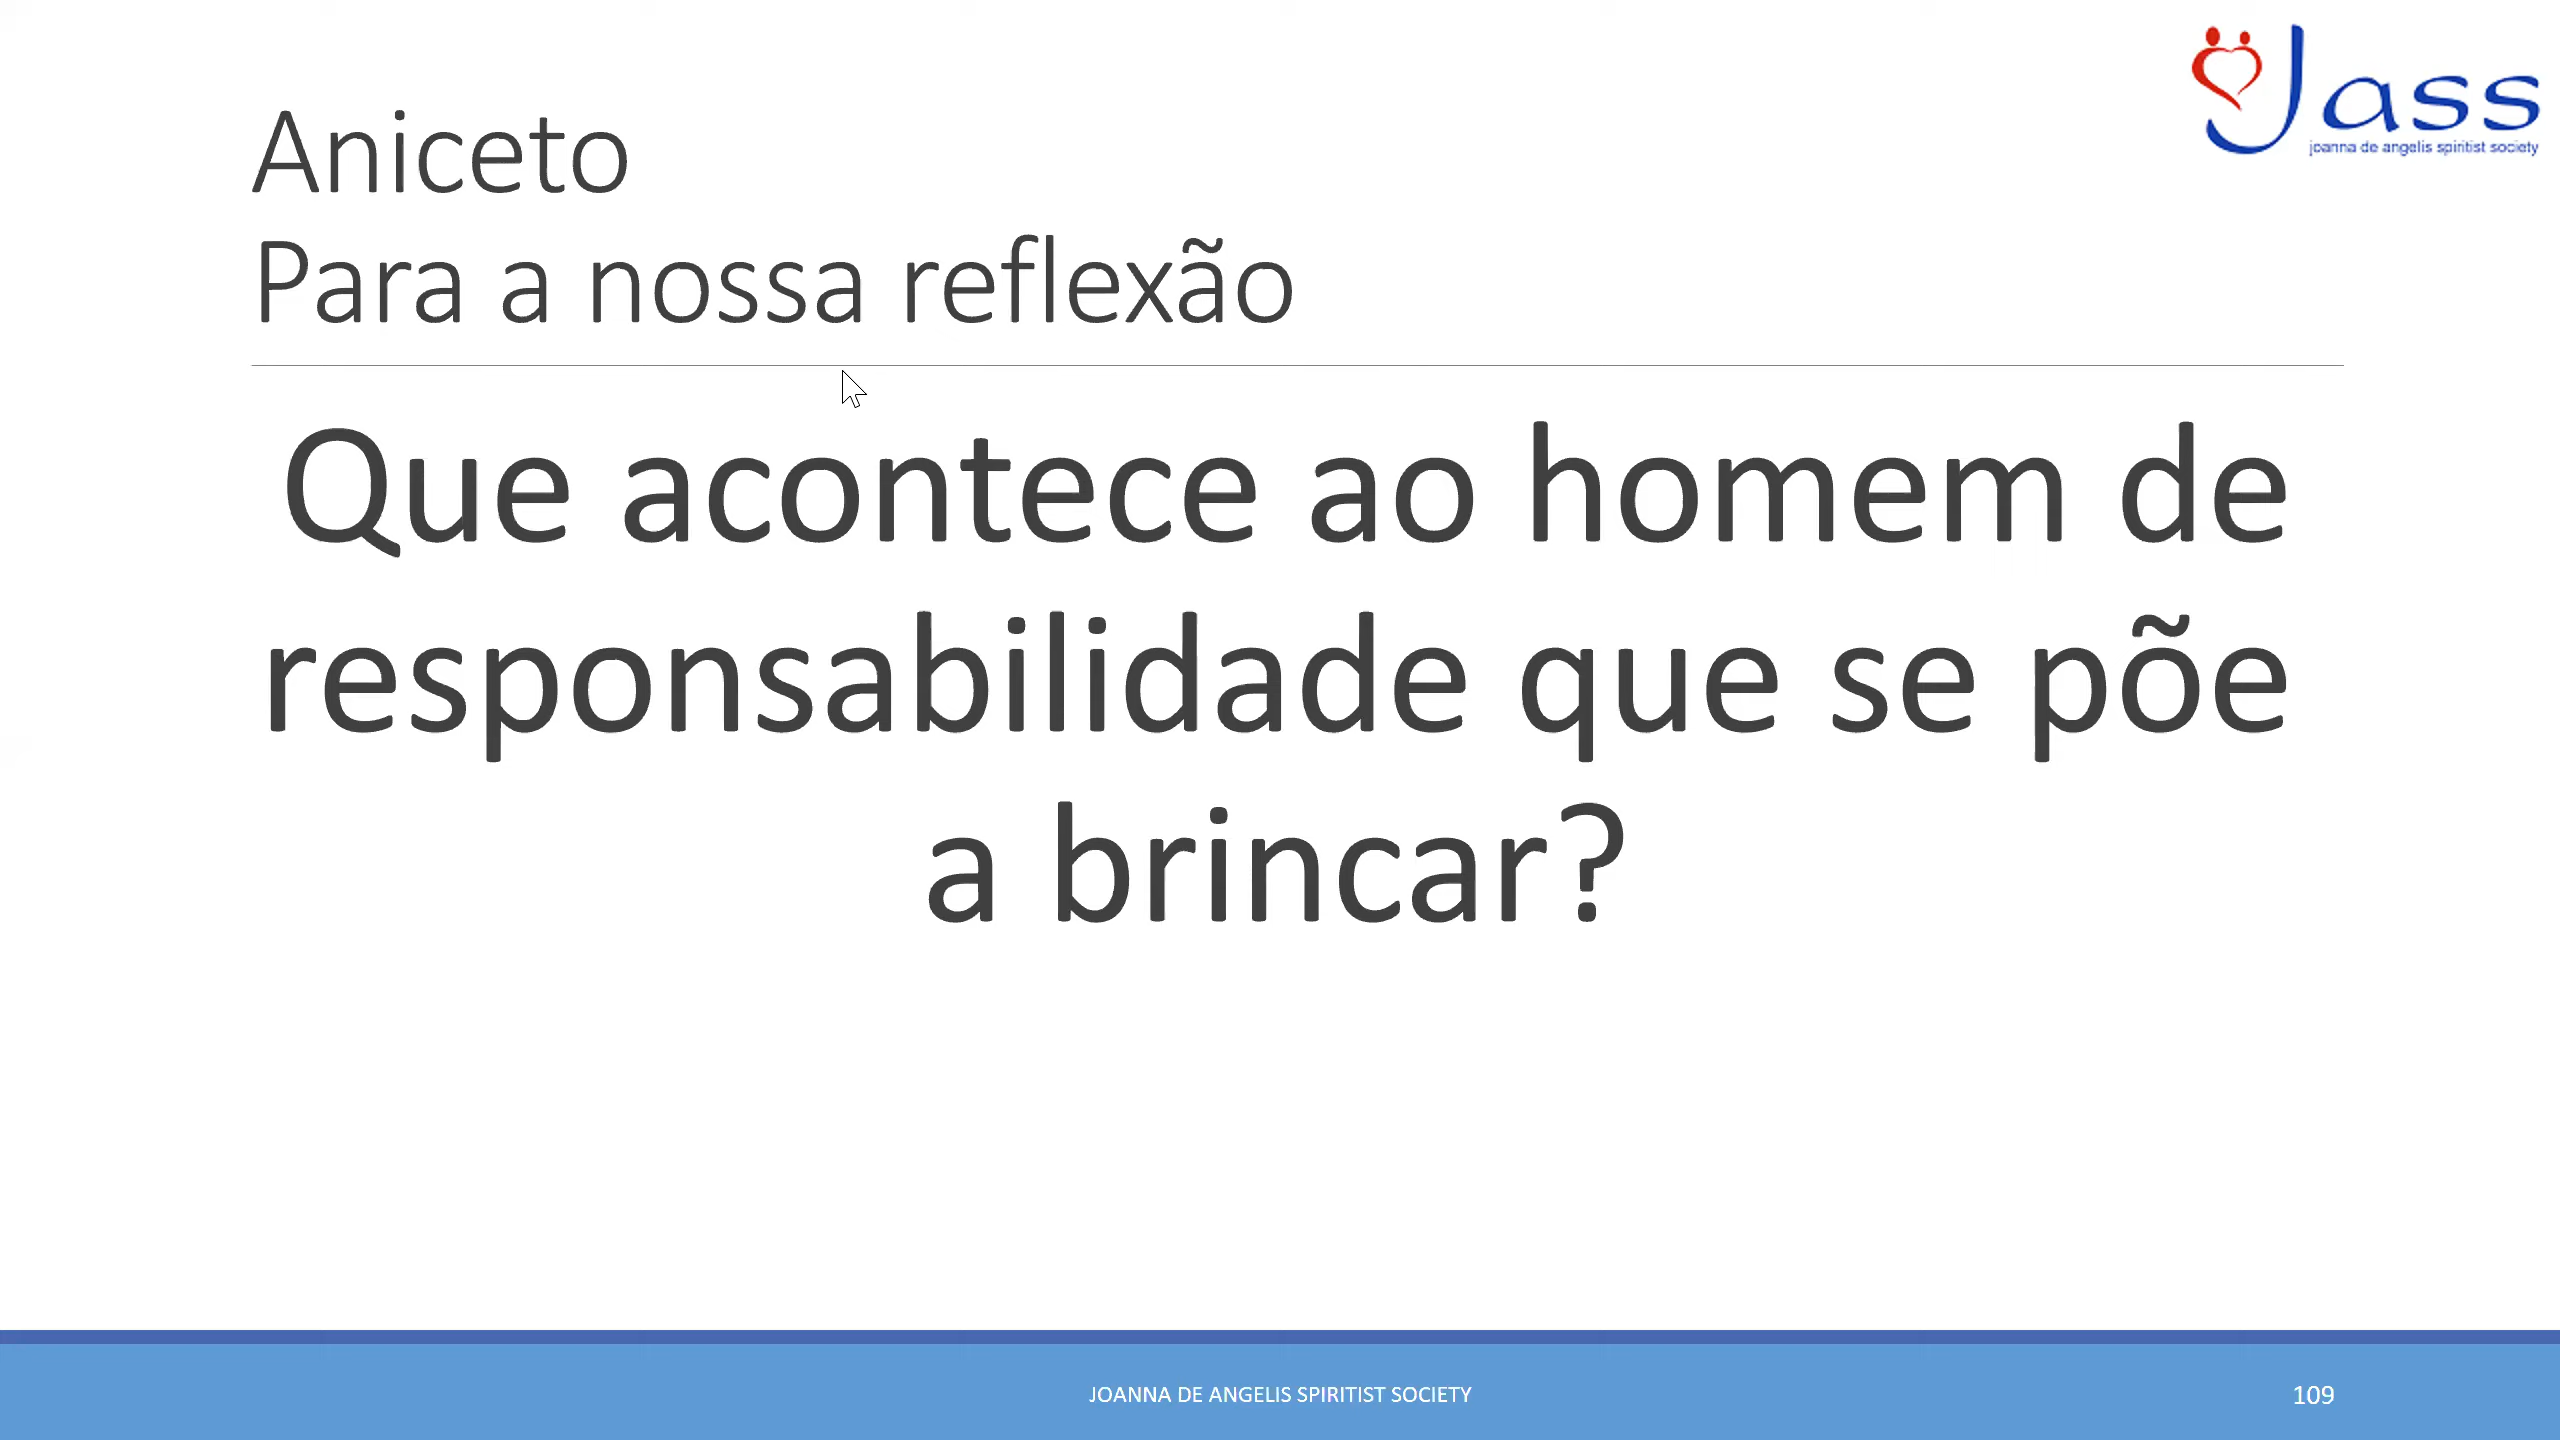 Jass
joanna de angelis spiritist society
Aniceto
Para a nossa reflexão
Que acontece ao homem de
responsabilidade que se põe
a brincar?
JOANNA DE ANGELIS SPIRITIST SOCIETY
109